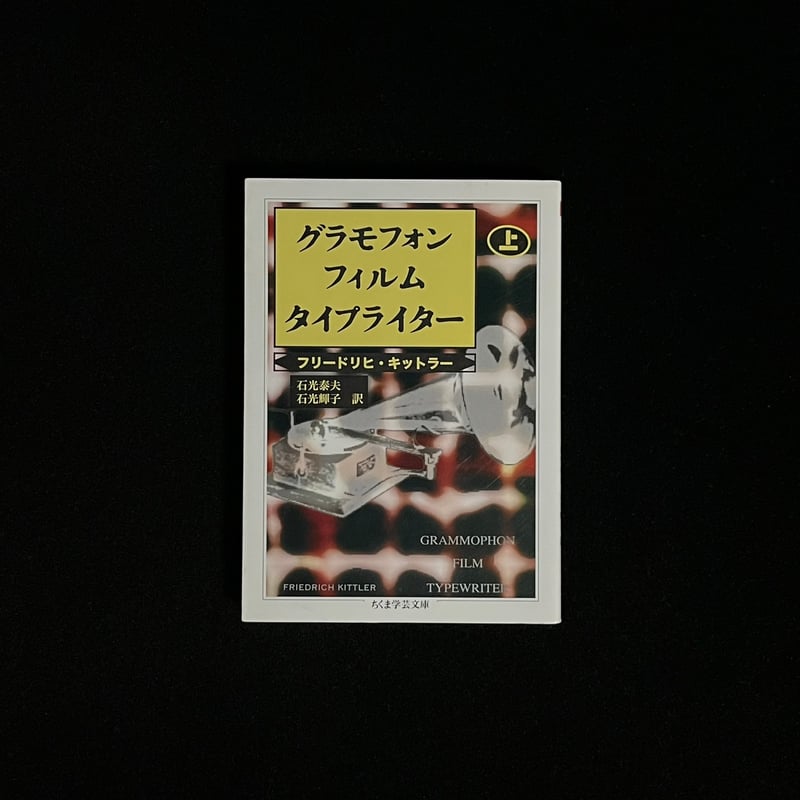 グラモフォン
フィルム
タイプライター
上
フリードリヒ・キットラー
石光泰夫
石光輝子 訳
GRAMMOPHON
FILM
TYPEWRITER
FRIEDRICH KITTLER
ちくま学芸文庫